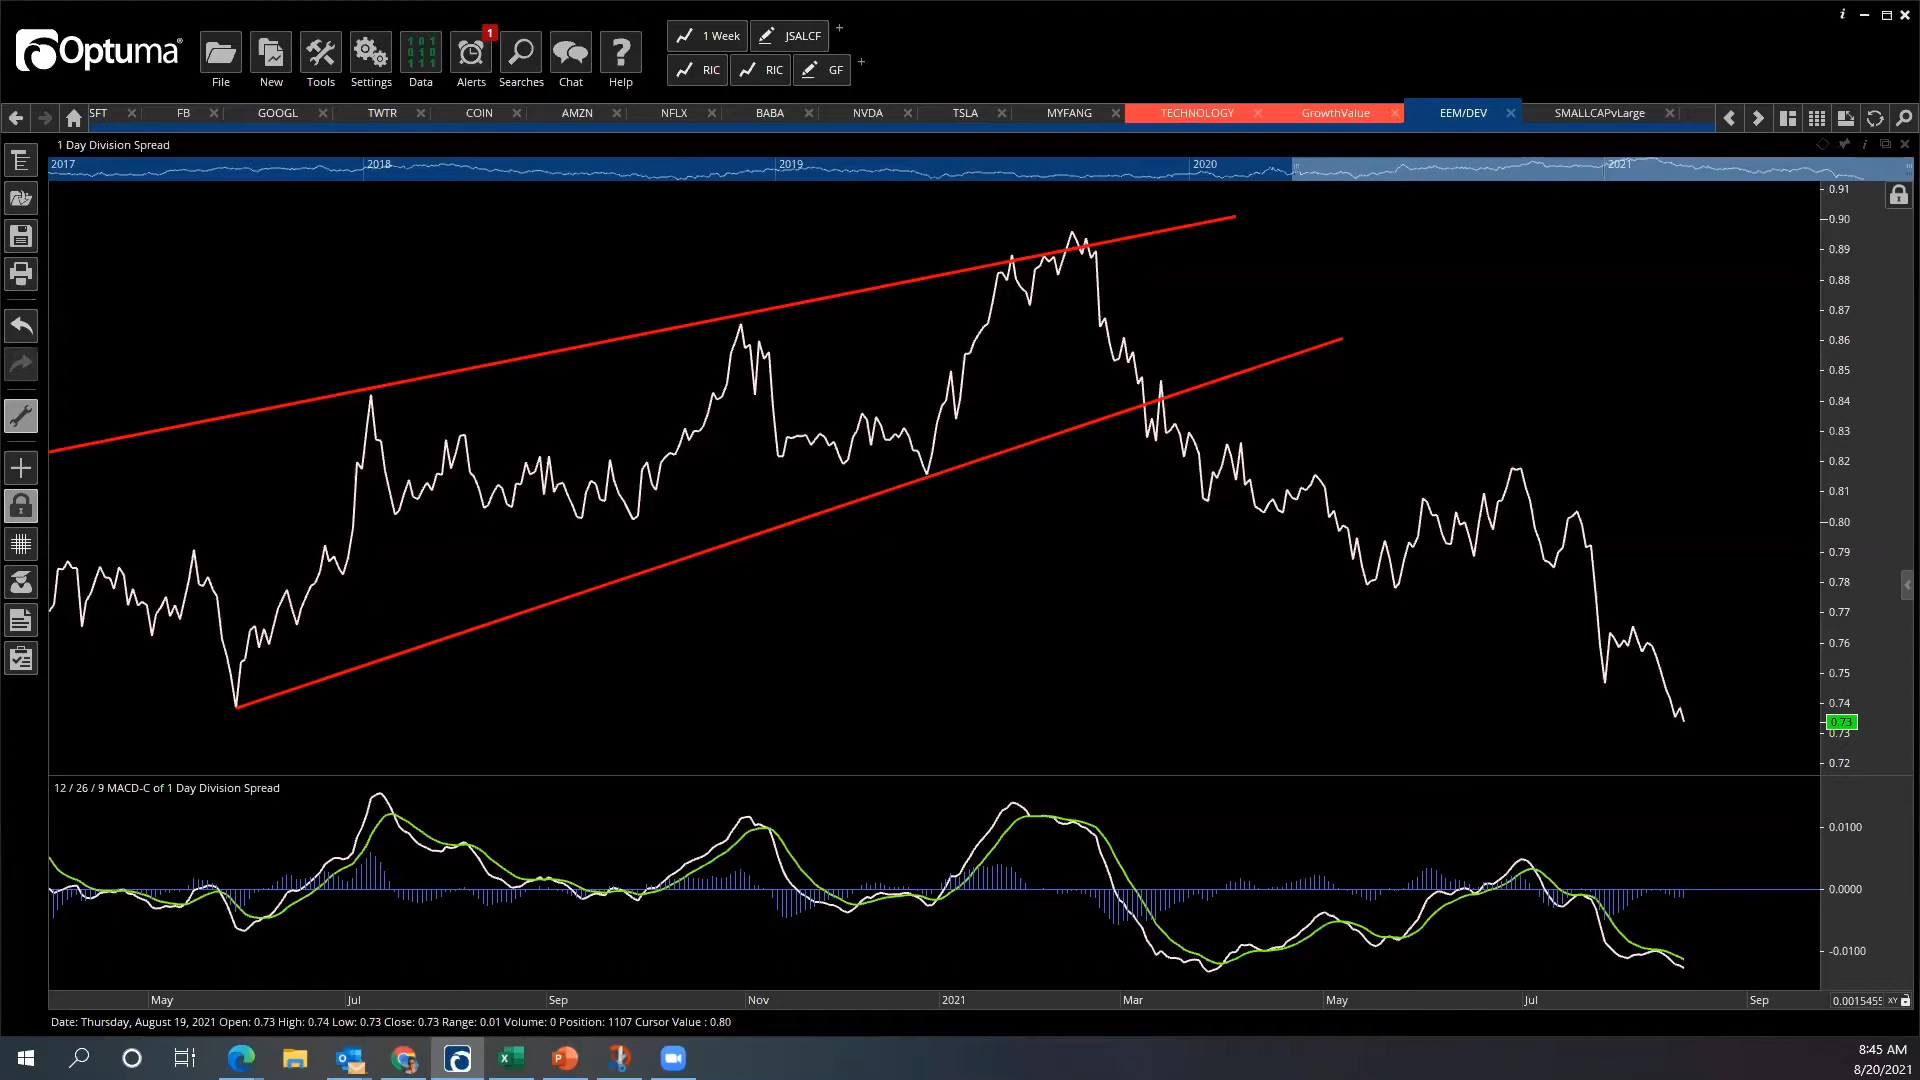 Optuma®
File
New
Tools
Settings
Data
1
Alerts
Searches
Chat
Help
1 Week
JSALCF
RIC
RIC
GF
SFT
FB
GOOGL
TWTR
COIN
AMZN
NFLX
BABA
NVDA
TSLA
MYFANG
TECHNOLOGY
GrowthValue
EEM/DEV
SMALLCAPvLarge
1 Day Division Spread
2017 2018 2019 2020 2021
0.91
0.90
0.89
0.88
0.87
0.86
0.85
0.84
0.83
0.82
0.81
0.80
0.79
0.78
0.77
0.76
0.75
0.74
0.73
0.73
0.72
12 / 26 / 9 MACD-C of 1 Day Division Spread
0.0100
0.0000
-0.0100
May Jul Sep Nov 2021 Mar May Jul Sep
0.0015455 XY
Date: Thursday, August 19, 2021 Open: 0.73 High: 0.74 Low: 0.73 Close: 0.73 Range: 0.01 Volume: 0 Position: 1107 Cursor Value : 0.80
8:45 AM
8/20/2021